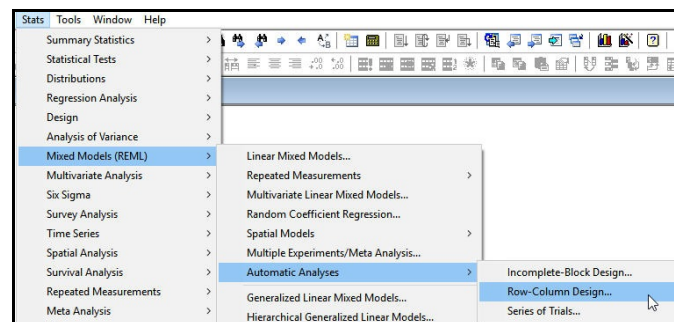 Stats Tools Window Help
Summary Statistics >
Statistical Tests >
Distributions >
Regression Analysis >
Design >
Analysis of Variance >
Mixed Models (REML) >
Multivariate Analysis >
Six Sigma >
Survey Analysis >
Time Series >
Spatial Analysis >
Survival Analysis >
Repeated Measurements >
Meta Analysis >
Linear Mixed Models...
Repeated Measurements >
Multivariate Linear Mixed Models...
Random Coefficient Regression...
Spatial Models >
Multiple Experiments/Meta Analysis...
Automatic Analyses >
Generalized Linear Mixed Models...
Hierarchical Generalized Linear Models...
Incomplete-Block Design...
Row-Column Design...
Series of Trials...